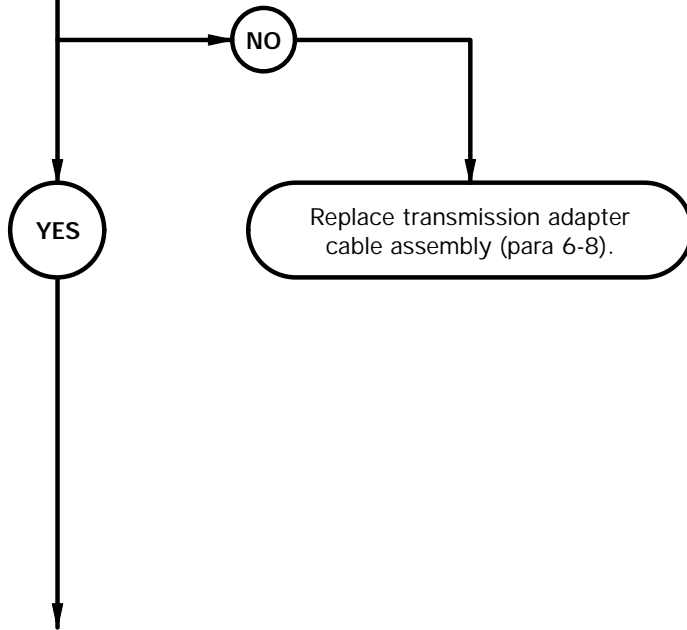 NO
YES
Replace transmission adapter
cable assembly (para 6-8).